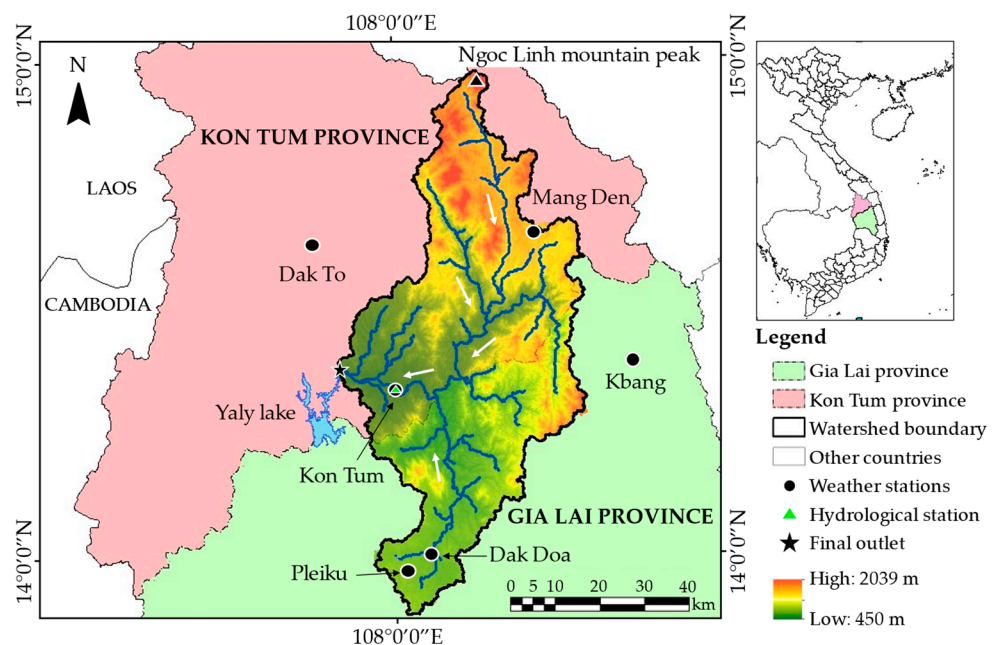 108°0′0″E
Ngoc Linh mountain peak
15°0′0″N
15°0′0″N
N
KON TUM PROVINCE
LAOS
Mang Den
Dak To
CAMBODIA
Kbang
Yaly lake
Kon Tum
GIA LAI PROVINCE
Dak Doa
Pleiku
14°0′0″N
14°0′0″N
0 5 10 20 30 40
km
108°0′0″E
Legend
Gia Lai province
Kon Tum province
Watershed boundary
Other countries
Weather stations
Hydrological station
Final outlet
High: 2039 m
Low: 450 m